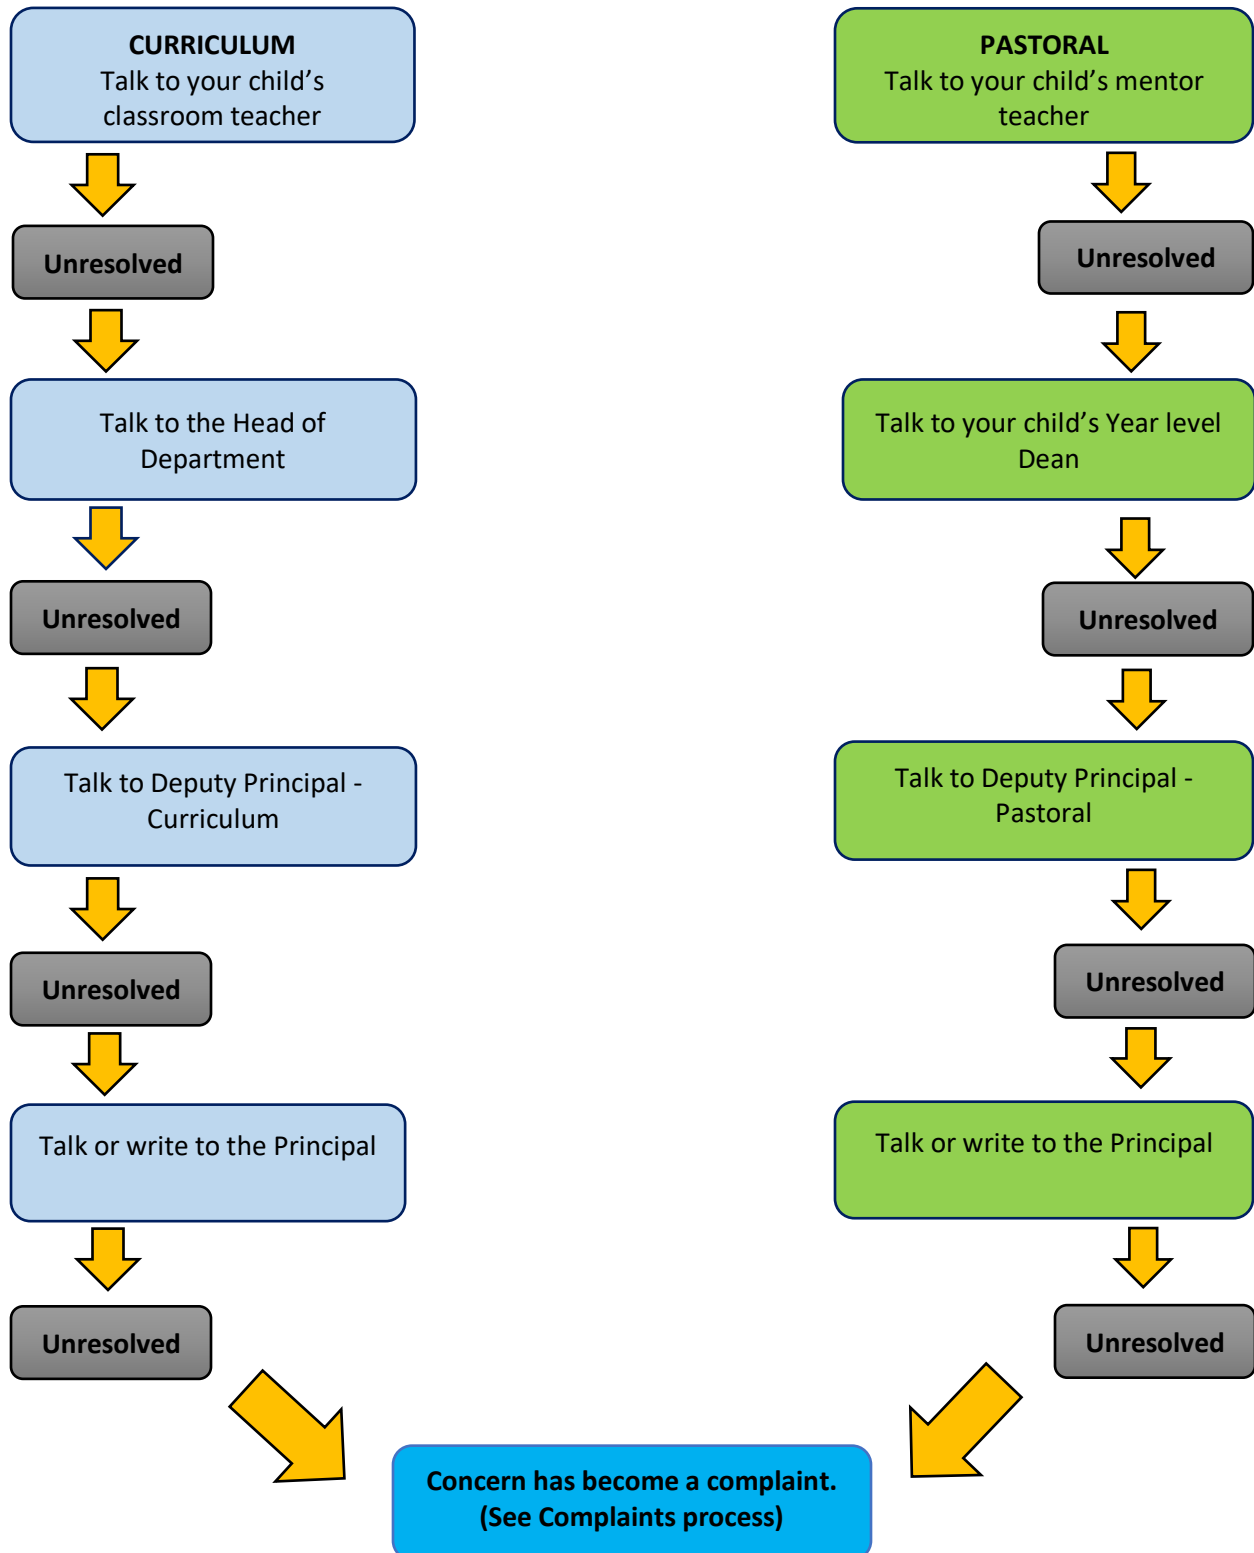 CURRICULUM
Talk to your child’s
classroom teacher
Unresolved
Talk to the Head of
Department
Unresolved
Talk to Deputy Principal -
Curriculum
Unresolved
Talk or write to the Principal
Unresolved
PASTORAL
Talk to your child’s mentor
teacher
Unresolved
Talk to your child’s Year level
Dean
Unresolved
Talk to Deputy Principal -
Pastoral
Unresolved
Talk or write to the Principal
Unresolved
Concern has become a complaint.
(See Complaints process)